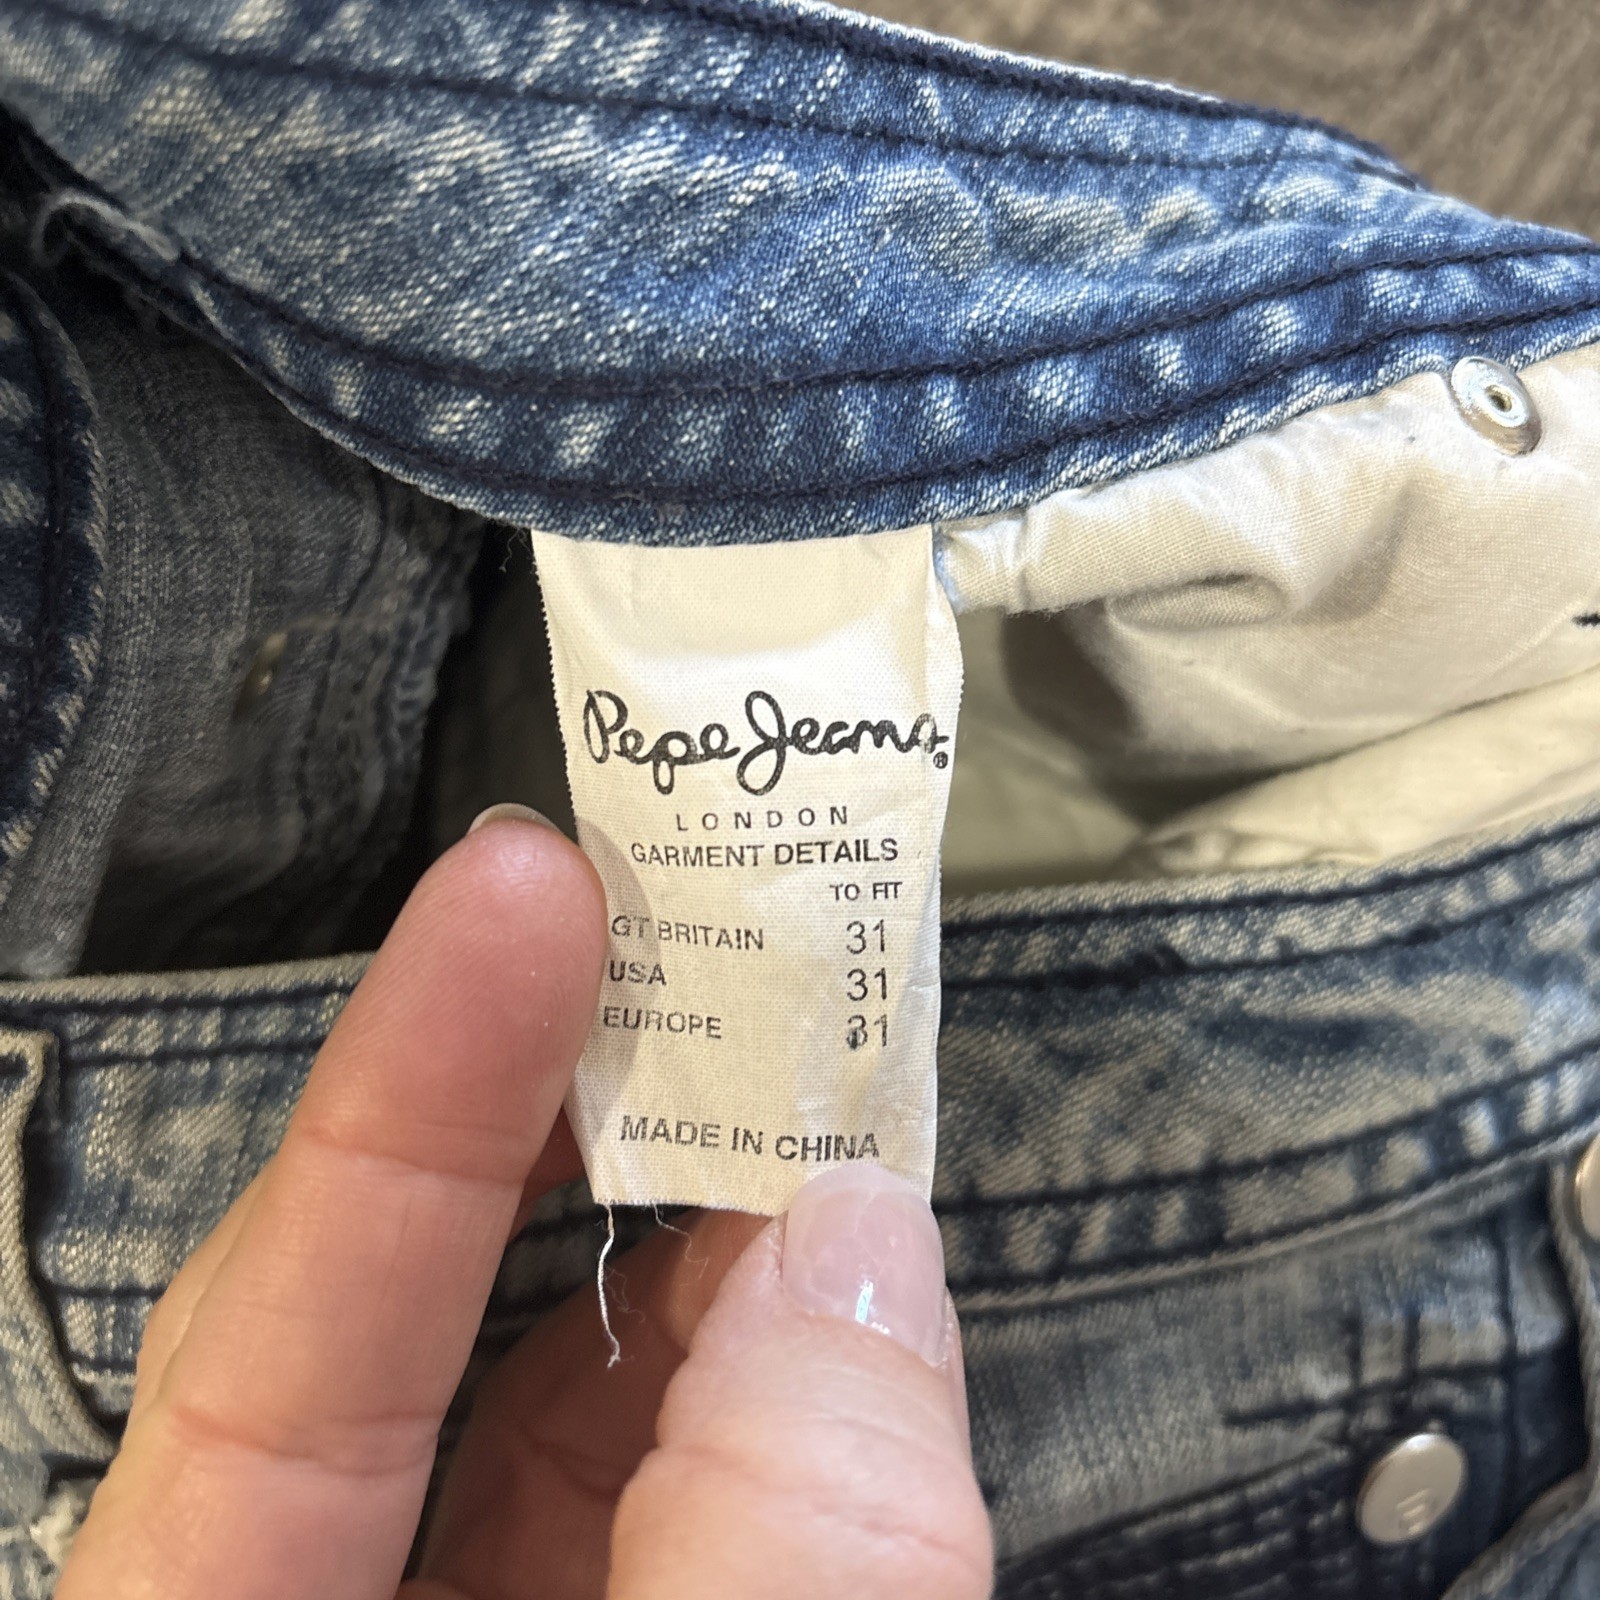 Pepe Jeans®
LONDON
GARMENT DETAILS
TO FIT
GT BRITAIN 31
USA 31
EUROPE 31
MADE IN CHINA